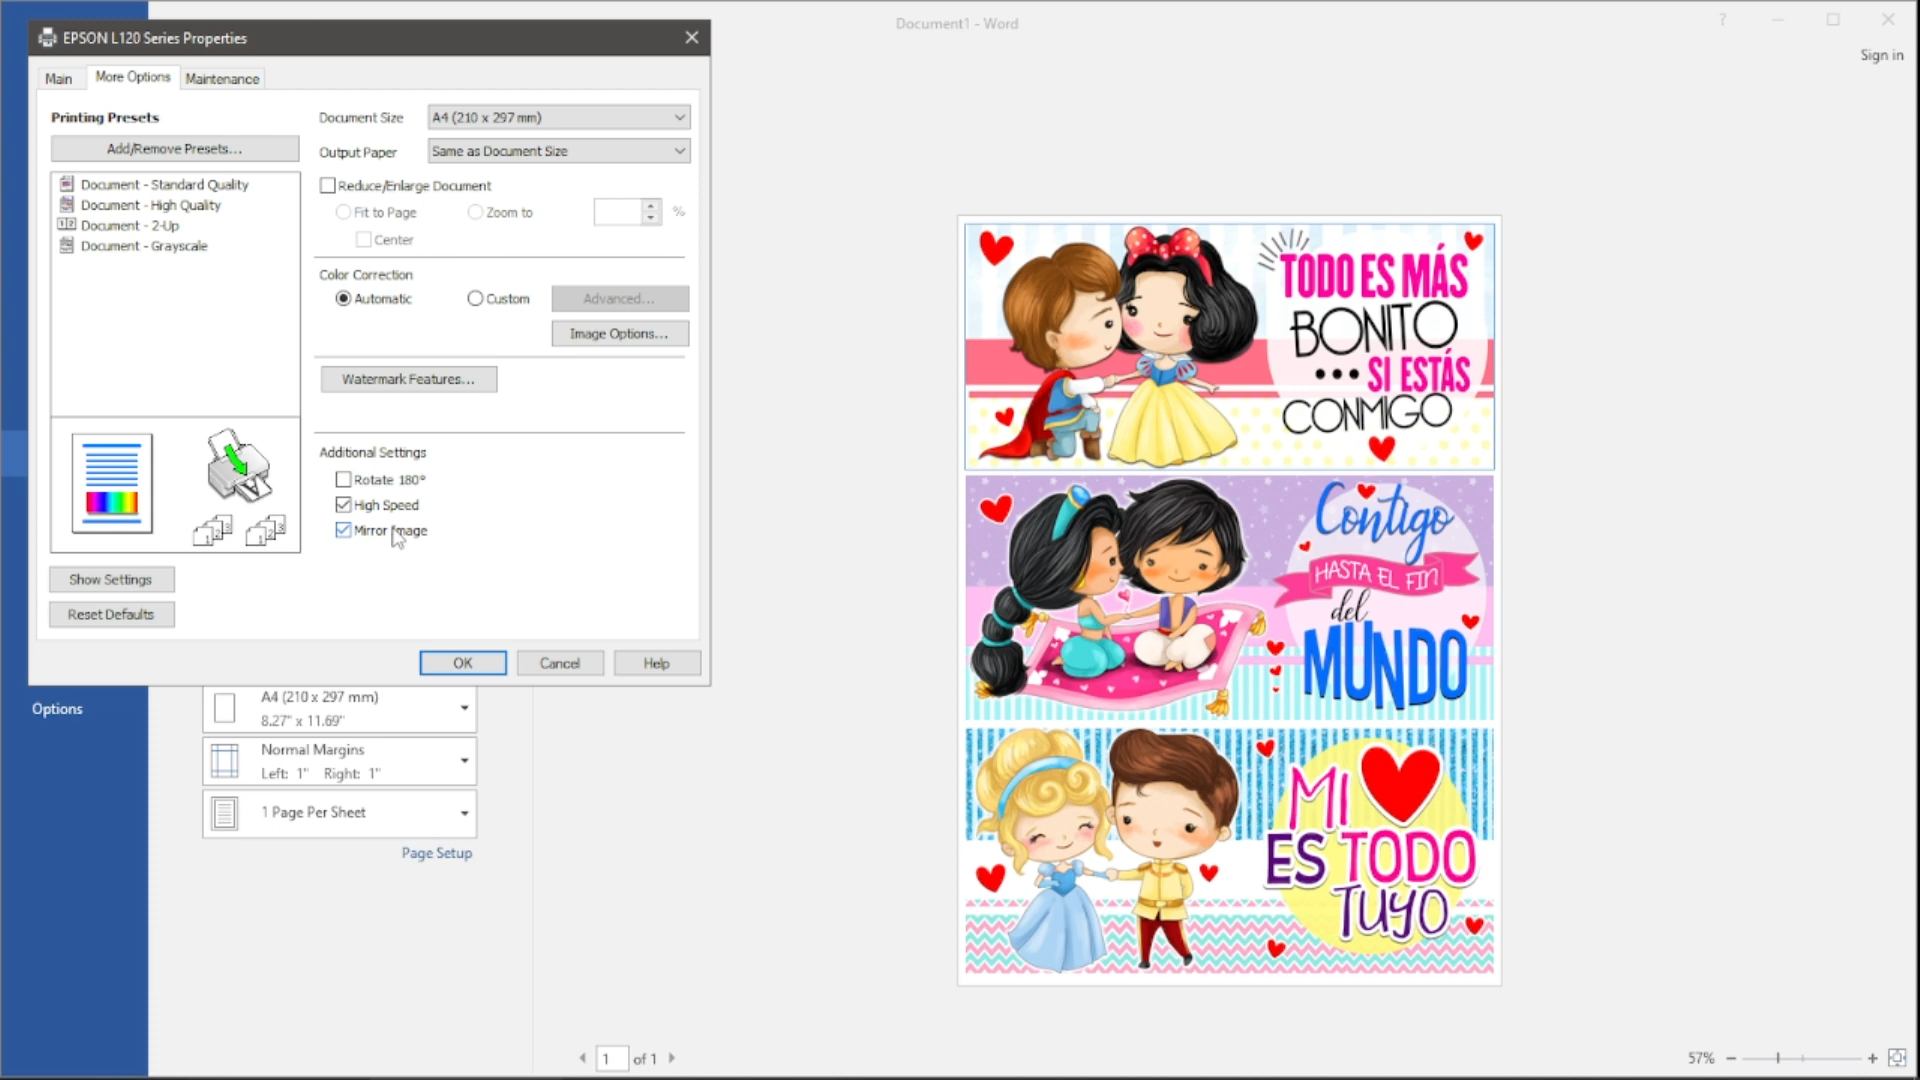 Document1 - Word
?
Sign in
EPSON L120 Series Properties
Main
More Options
Maintenance
Printing Presets
Add/Remove Presets...
Document - Standard Quality
Document - High Quality
Document - 2-Up
Document - Grayscale
Show Settings
Reset Defaults
Document Size
A4 (210 x 297 mm)
Output Paper
Same as Document Size
Reduce/Enlarge Document
Fit to Page
Zoom to
%
Center
Color Correction
Automatic
Custom
Advanced...
Image Options...
Watermark Features...
Additional Settings
Rotate 180°
High Speed
Mirror Image
OK
Cancel
Help
Options
A4 (210 x 297 mm)
8.27" x 11.69"
Normal Margins
Left: 1" Right: 1"
1 Page Per Sheet
Page Setup
TODO ES MÁS
BONITO
... SI ESTÁS
CONMIGO
Contigo
HASTA EL FIN
del
MUNDO
MI
ES TODO
TUYO
1 of 1
57%